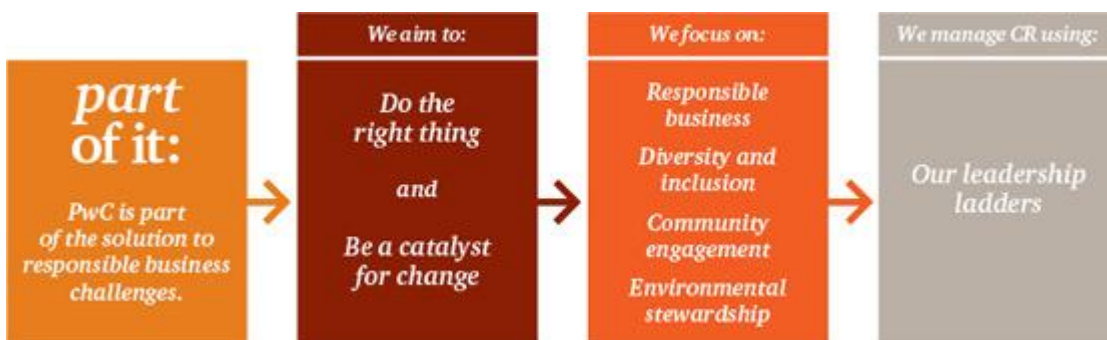 part
of it:
PwC is part
of the solution to
responsible business
challenges.
We aim to:
Do the
right thing
and
Be a catalyst
for change
We focus on:
Responsible
business
Diversity and
inclusion
Community
engagement
Environmental
stewardship
We manage CR using:
Our leadership
ladders